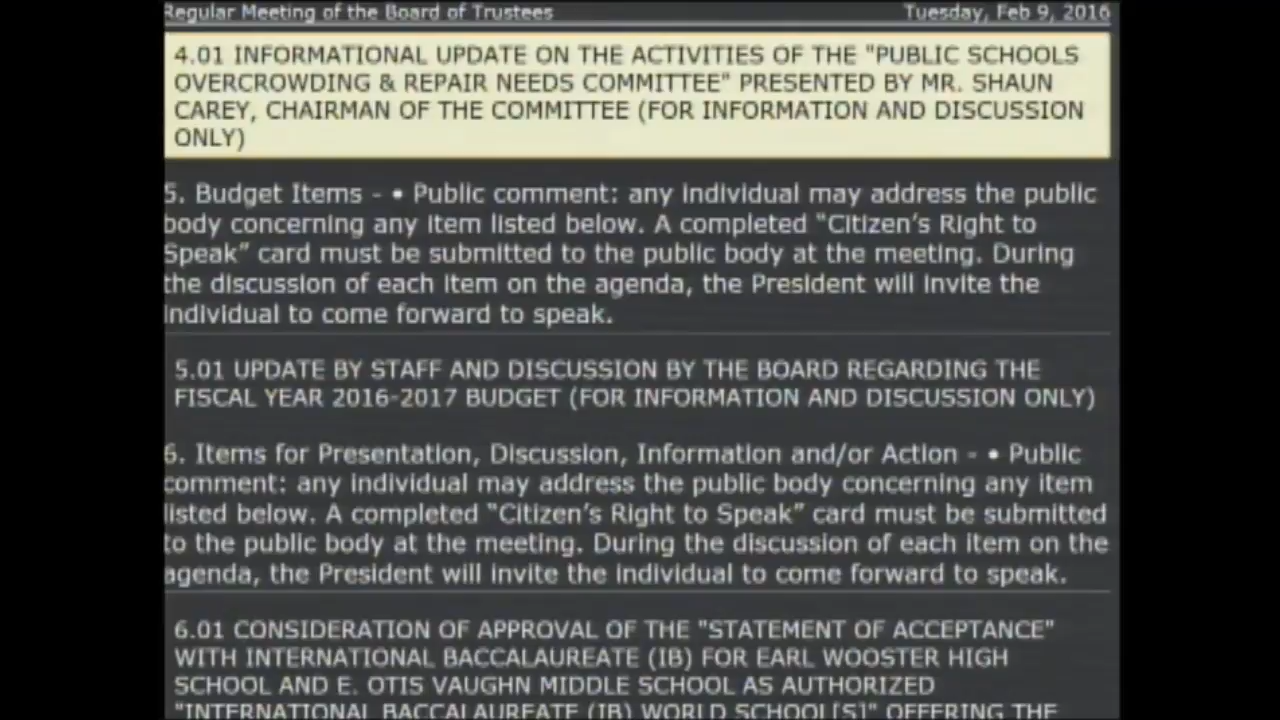 Regular Meeting of the Board of Trustees Tuesday, Feb 9, 2016
4.01 INFORMATIONAL UPDATE ON THE ACTIVITIES OF THE "PUBLIC SCHOOLS
OVERCROWDING & REPAIR NEEDS COMMITTEE" PRESENTED BY MR. SHAUN
CAREY, CHAIRMAN OF THE COMMITTEE (FOR INFORMATION AND DISCUSSION
ONLY)
5. Budget Items - • Public comment: any individual may address the public
body concerning any item listed below. A completed “Citizen’s Right to
Speak” card must be submitted to the public body at the meeting. During
the discussion of each item on the agenda, the President will invite the
individual to come forward to speak.
5.01 UPDATE BY STAFF AND DISCUSSION BY THE BOARD REGARDING THE
FISCAL YEAR 2016-2017 BUDGET (FOR INFORMATION AND DISCUSSION ONLY)
6. Items for Presentation, Discussion, Information and/or Action - • Public
comment: any individual may address the public body concerning any item
listed below. A completed “Citizen’s Right to Speak” card must be submitted
to the public body at the meeting. During the discussion of each item on the
agenda, the President will invite the individual to come forward to speak.
6.01 CONSIDERATION OF APPROVAL OF THE "STATEMENT OF ACCEPTANCE"
WITH INTERNATIONAL BACCALAUREATE (IB) FOR EARL WOOSTER HIGH
SCHOOL AND E. OTIS VAUGHN MIDDLE SCHOOL AS AUTHORIZED
"INTERNATIONAL BACCALAUREATE (IB) WORLD SCHOOL[S]" OFFERING THE